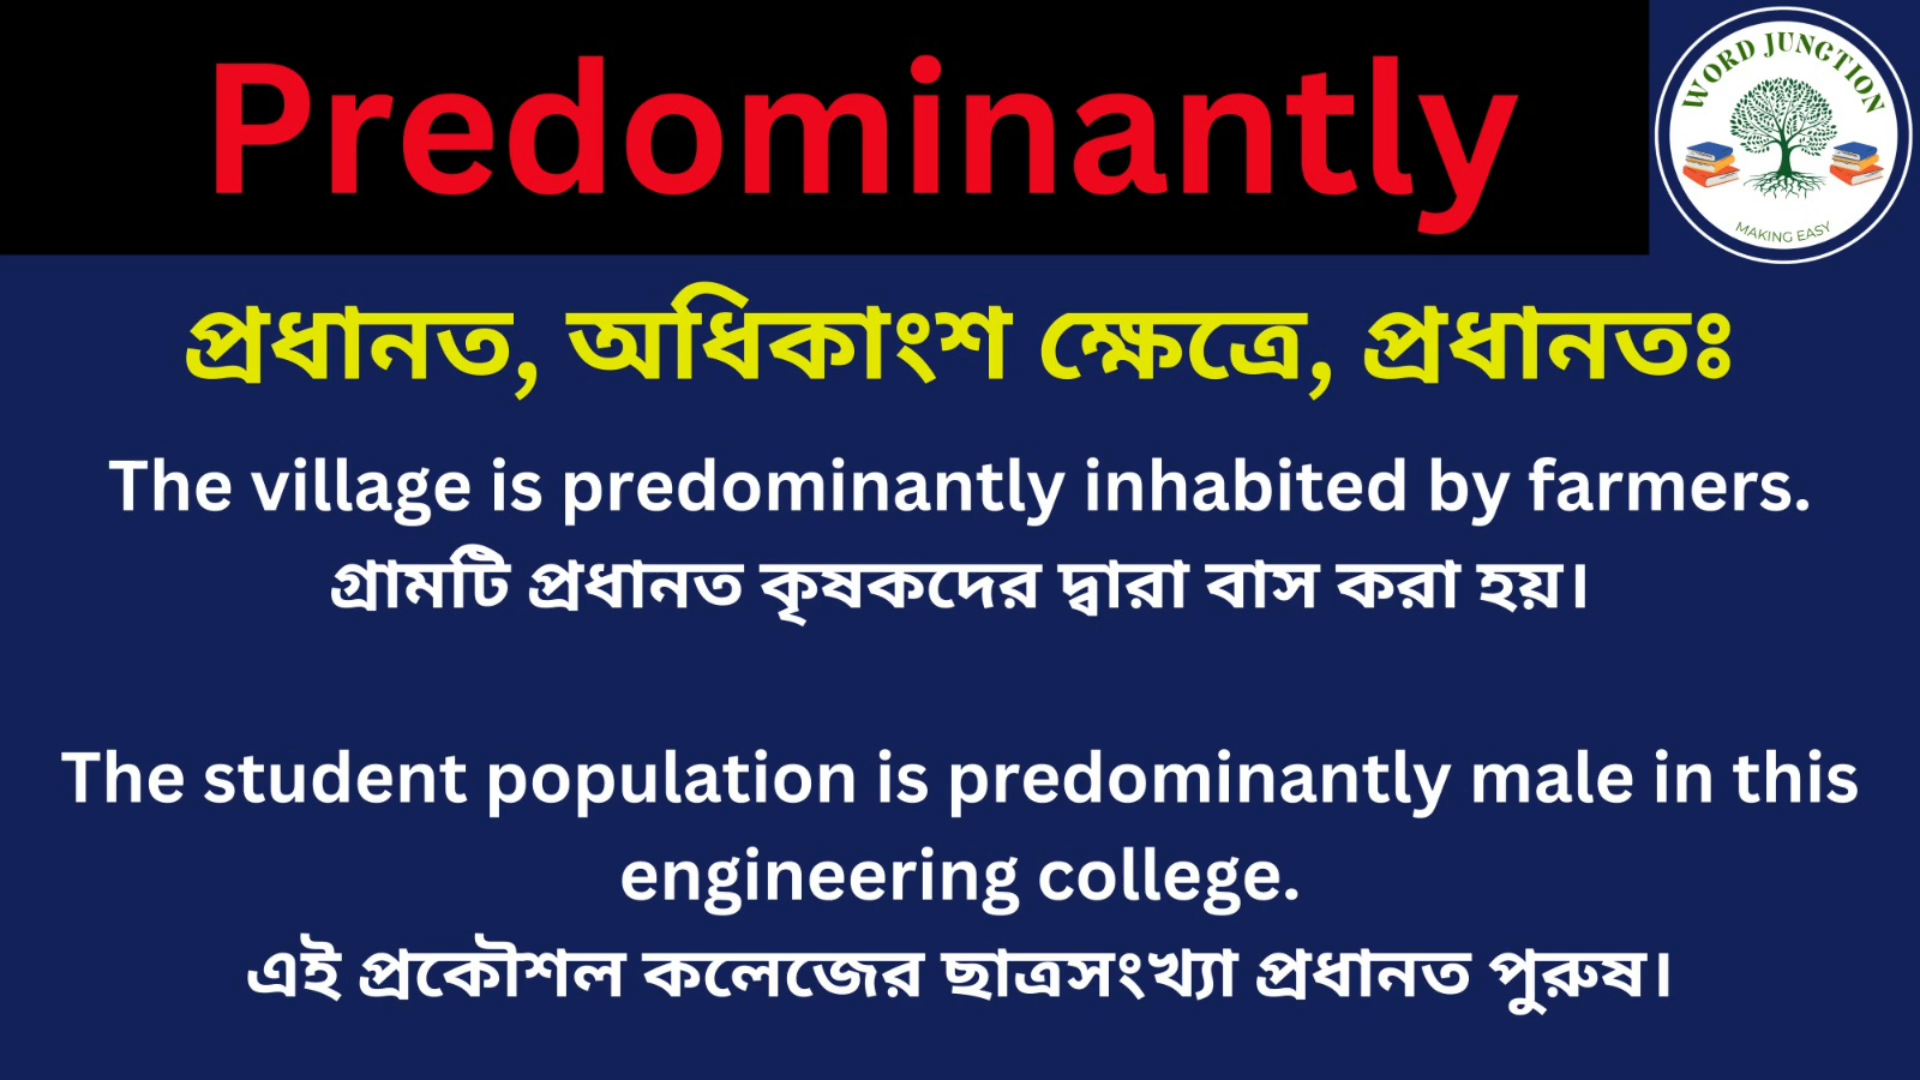 Predominantly
WORD JUNCTION
MAKING EASY
প্রধানত, অধিকাংশ ক্ষেত্রে, প্রধানতঃ
The village is predominantly inhabited by farmers.
গ্রামটি প্রধানত কৃষকদের দ্বারা বাস করা হয়।
The student population is predominantly male in this
engineering college.
এই প্রকৌশল কলেজের ছাত্রসংখ্যা প্রধানত পুরুষ।